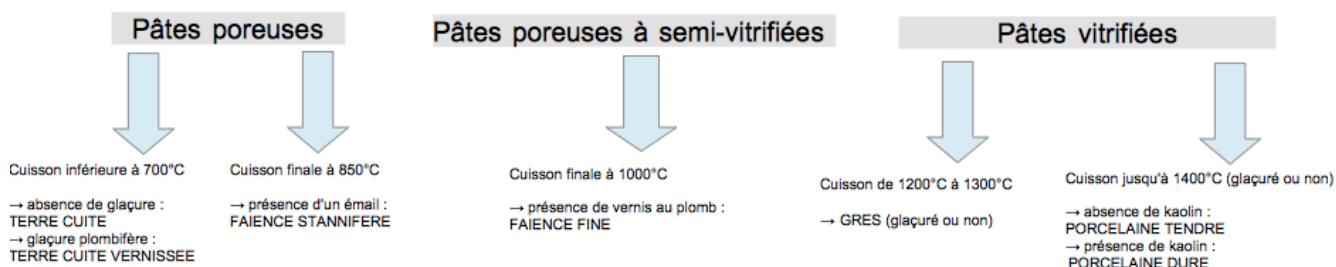 Pâtes poreuses
Cuisson inférieure à 700°C
→ absence de glaçure :
TERRE CUITE
→ glaçure plombifère :
TERRE CUITE VERNISSEE
Cuisson finale à 850°C
→ présence d'un émail :
FAIENCE STANNIFERE
Pâtes poreuses à semi-vitrifiées
Cuisson finale à 1000°C
→ présence de vernis au plomb :
FAIENCE FINE
Pâtes vitrifiées
Cuisson de 1200°C à 1300°C
→ GRES (glaçuré ou non)
Cuisson jusqu'à 1400°C (glaçuré ou non)
→ absence de kaolin :
PORCELAINE TENDRE
→ présence de kaolin :
PORCELAINE DURE